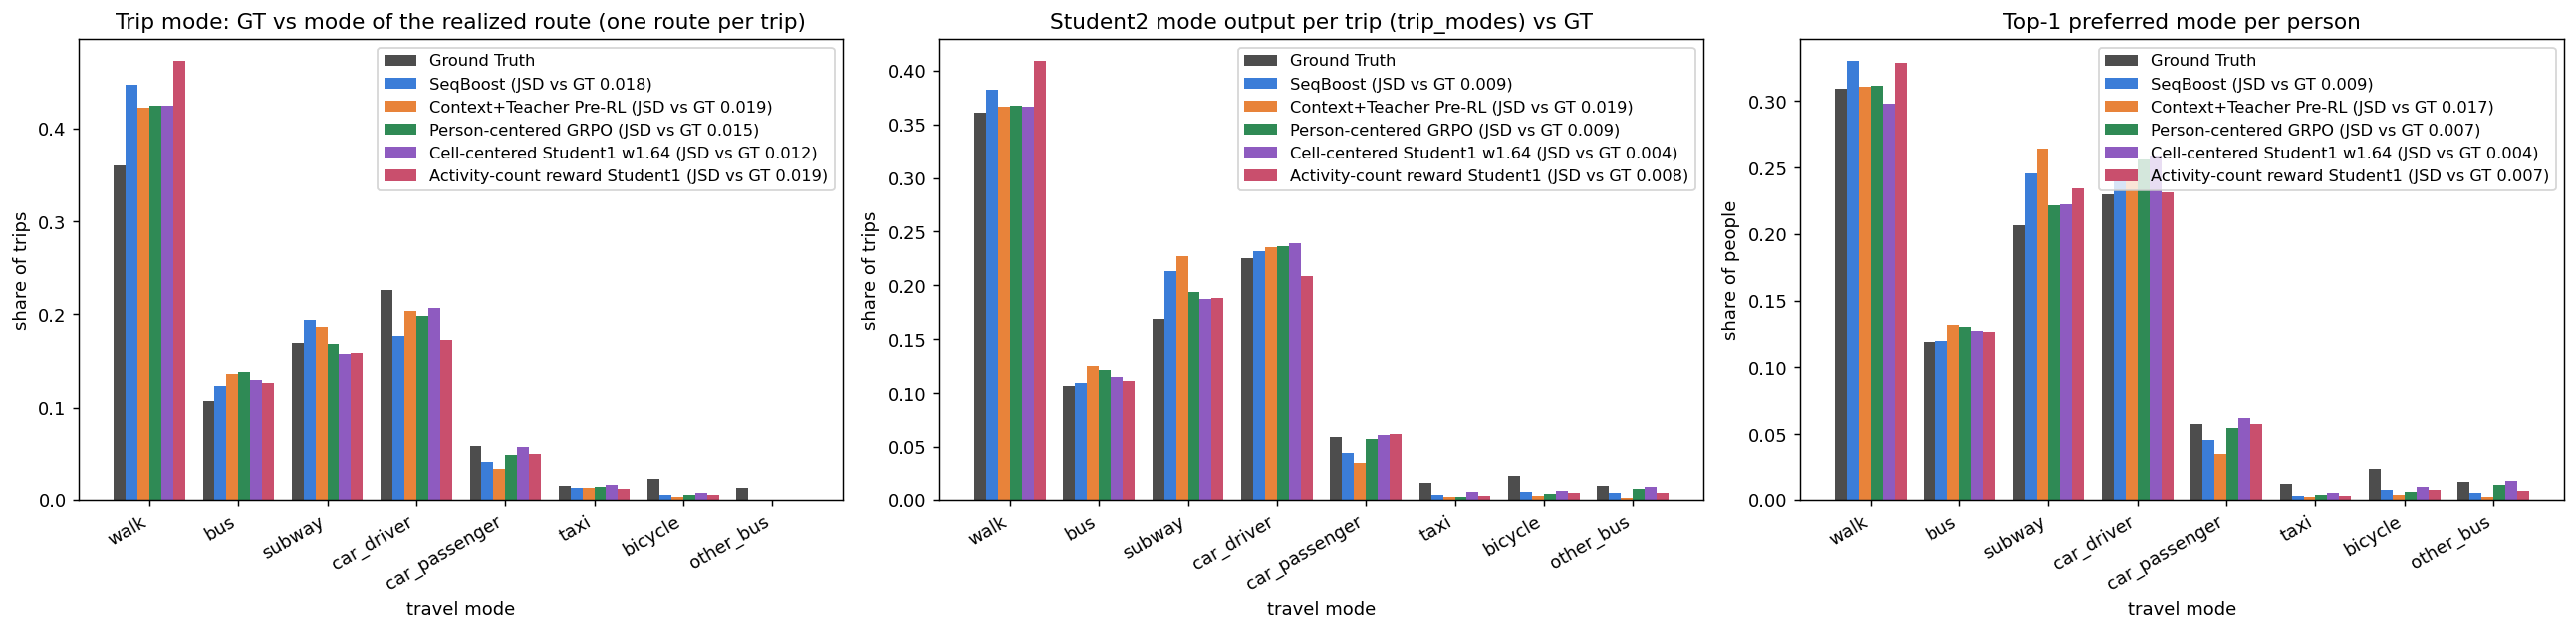 Trip mode: GT vs mode of the realized route (one route per trip)
share of trips
0.4
0.3
0.2
0.1
0.0
Ground Truth
SeqBoost (JSD vs GT 0.018)
Context+Teacher Pre-RL (JSD vs GT 0.019)
Person-centered GRPO (JSD vs GT 0.015)
Cell-centered Student1 w1.64 (JSD vs GT 0.012)
Activity-count reward Student1 (JSD vs GT 0.019)
walk
bus
subway
car_driver
car_passenger
taxi
bicycle
other_bus
travel mode
Student2 mode output per trip (trip_modes) vs GT
share of trips
0.40
0.35
0.30
0.25
0.20
0.15
0.10
0.05
0.00
Ground Truth
SeqBoost (JSD vs GT 0.009)
Context+Teacher Pre-RL (JSD vs GT 0.019)
Person-centered GRPO (JSD vs GT 0.009)
Cell-centered Student1 w1.64 (JSD vs GT 0.004)
Activity-count reward Student1 (JSD vs GT 0.008)
walk
bus
subway
car_driver
car_passenger
taxi
bicycle
other_bus
travel mode
Top-1 preferred mode per person
share of people
0.30
0.25
0.20
0.15
0.10
0.05
0.00
Ground Truth
SeqBoost (JSD vs GT 0.009)
Context+Teacher Pre-RL (JSD vs GT 0.017)
Person-centered GRPO (JSD vs GT 0.007)
Cell-centered Student1 w1.64 (JSD vs GT 0.004)
Activity-count reward Student1 (JSD vs GT 0.007)
walk
bus
subway
car_driver
car_passenger
taxi
bicycle
other_bus
travel mode